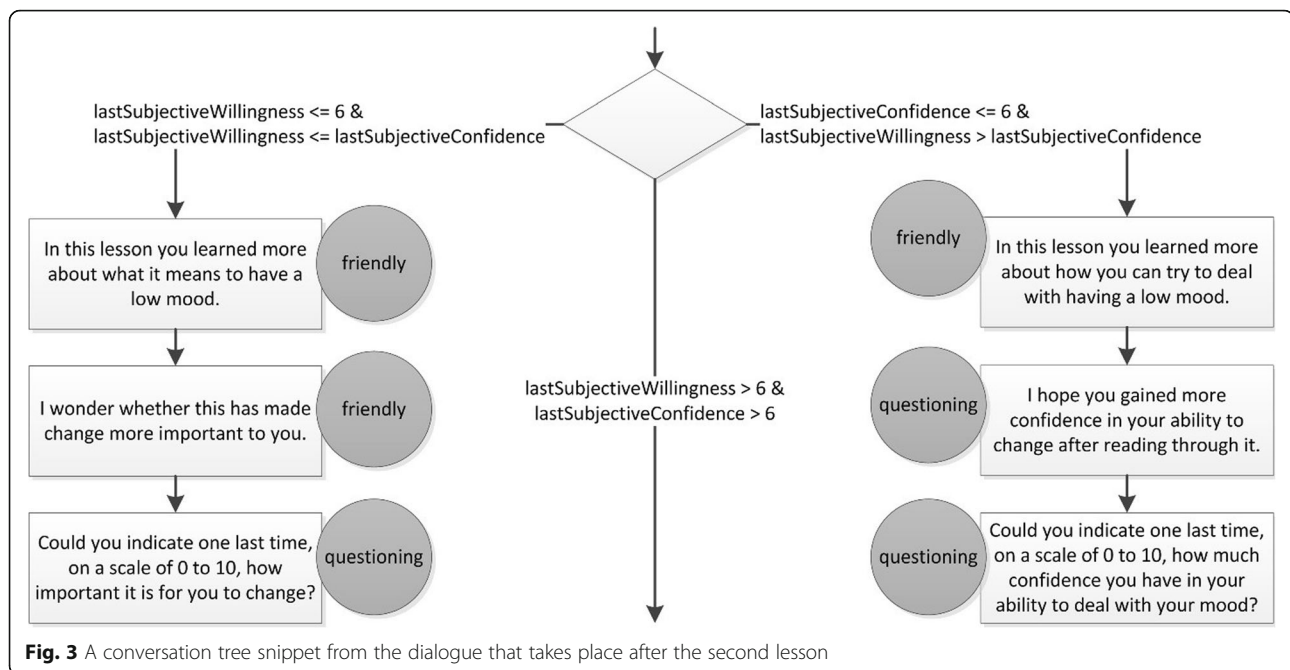 lastSubjectiveWillingness <= 6 &
lastSubjectiveWillingness <= lastSubjectiveConfidence
lastSubjectiveConfidence <= 6 &
lastSubjectiveWillingness > lastSubjectiveConfidence
In this lesson you learned more
about what it means to have a
low mood.
friendly
I wonder whether this has made
change more important to you.
friendly
Could you indicate one last time,
on a scale of 0 to 10, how
important it is for you to change?
questioning
lastSubjectiveWillingness > 6 &
lastSubjectiveConfidence > 6
friendly
In this lesson you learned more
about how you can try to deal
with having a low mood.
questioning
I hope you gained more
confidence in your ability to
change after reading through it.
questioning
Could you indicate one last time,
on a scale of 0 to 10, how much
confidence you have in your
ability to deal with your mood?
Fig. 3 A conversation tree snippet from the dialogue that takes place after the second lesson